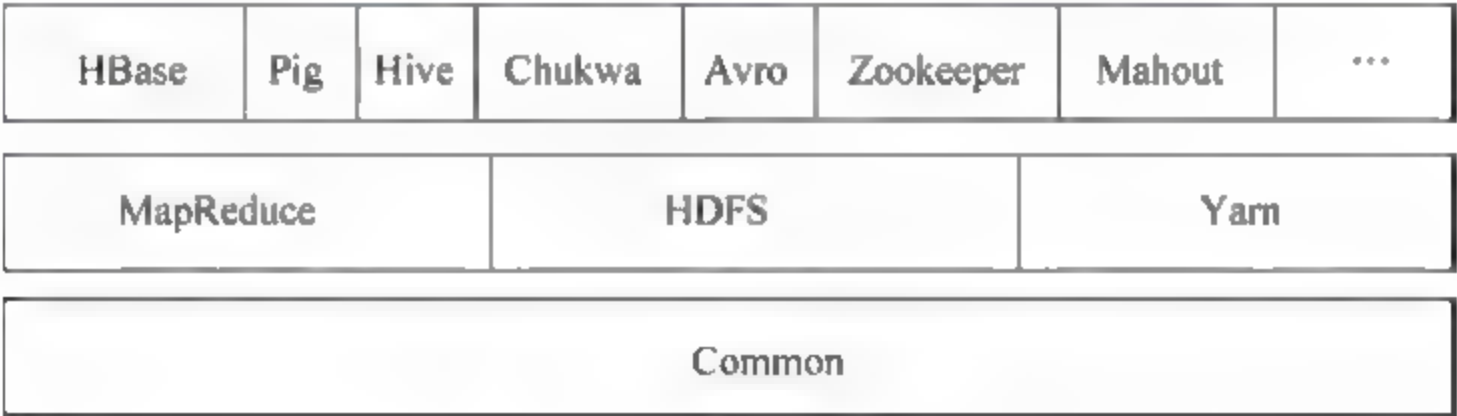 HBase Pig Hive Chukwa Avro Zookeeper Mahout ...
MapReduce HDFS Yarn
Common